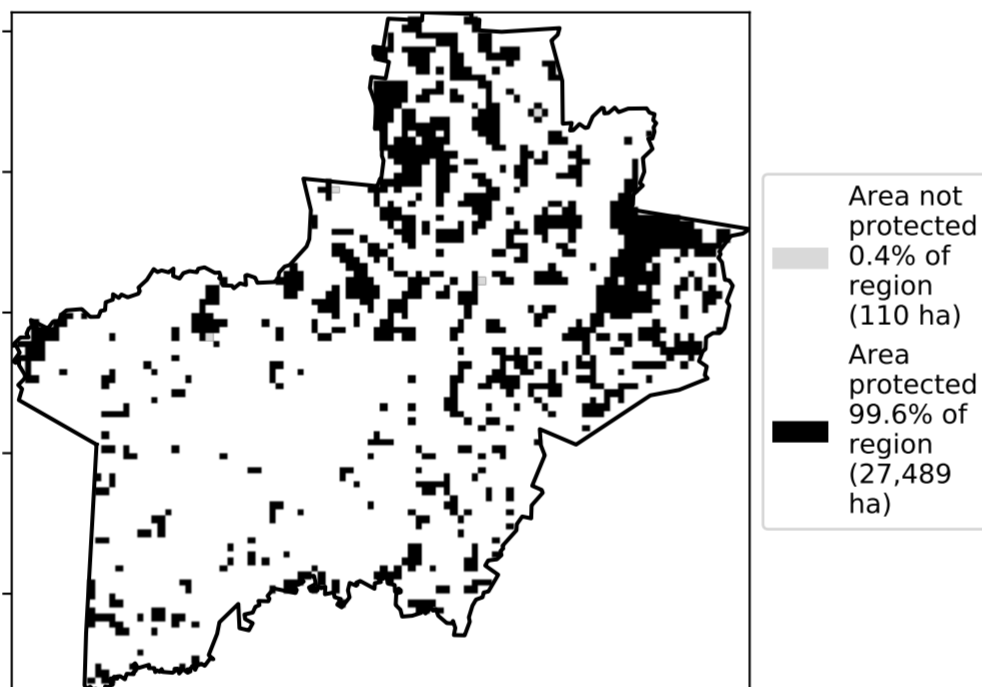 Area not
protected
0.4% of
region
(110 ha)
Area
protected
99.6% of
region
(27,489
ha)